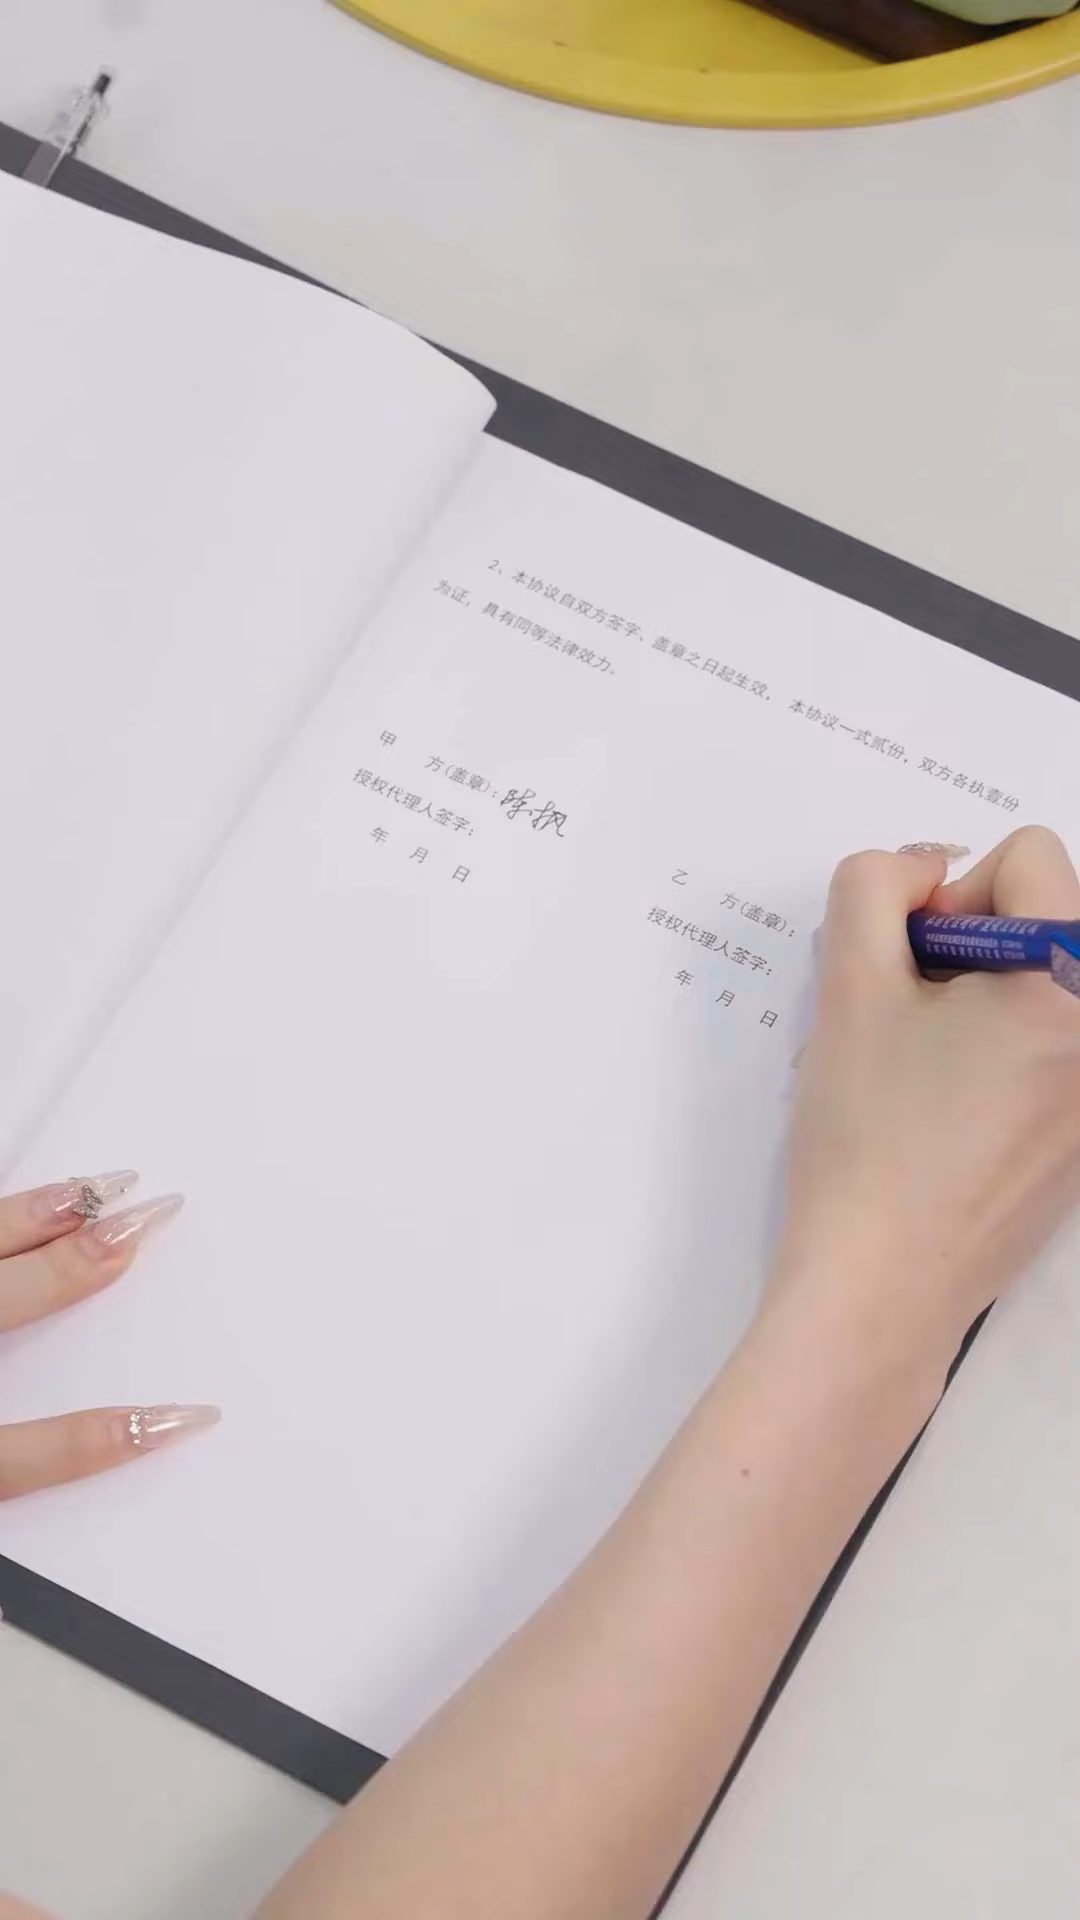 2、本协议自双方签字、盖章之日起生效，本协议一式贰份，双方各执壹份
为证，具有同等法律效力。
甲 方(盖章)：陈枫
授权代理人签字：
年 月 日
乙 方(盖章)：
授权代理人签字：
年 月 日